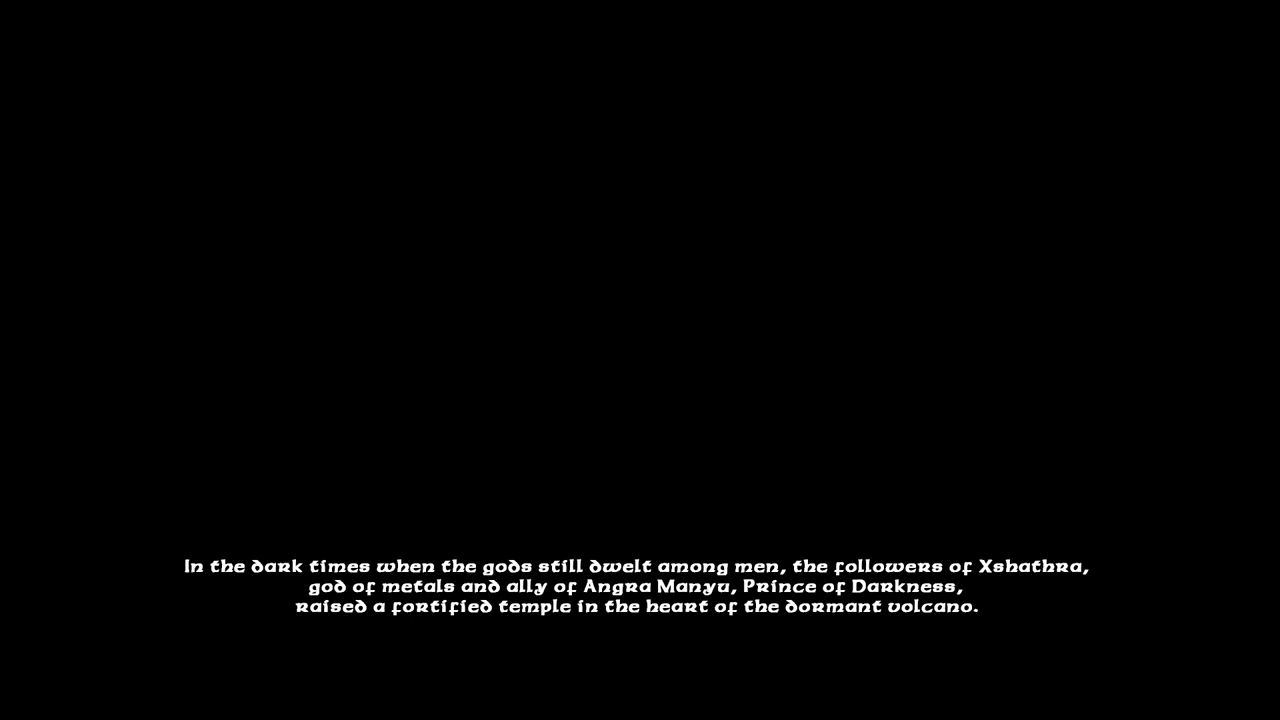 In the dark times when the gods still dwelt among men, the followers of Xshathra,
god of metals and ally of Angra Manyu, Prince of Darkness,
raised a fortified temple in the heart of the dormant volcano.